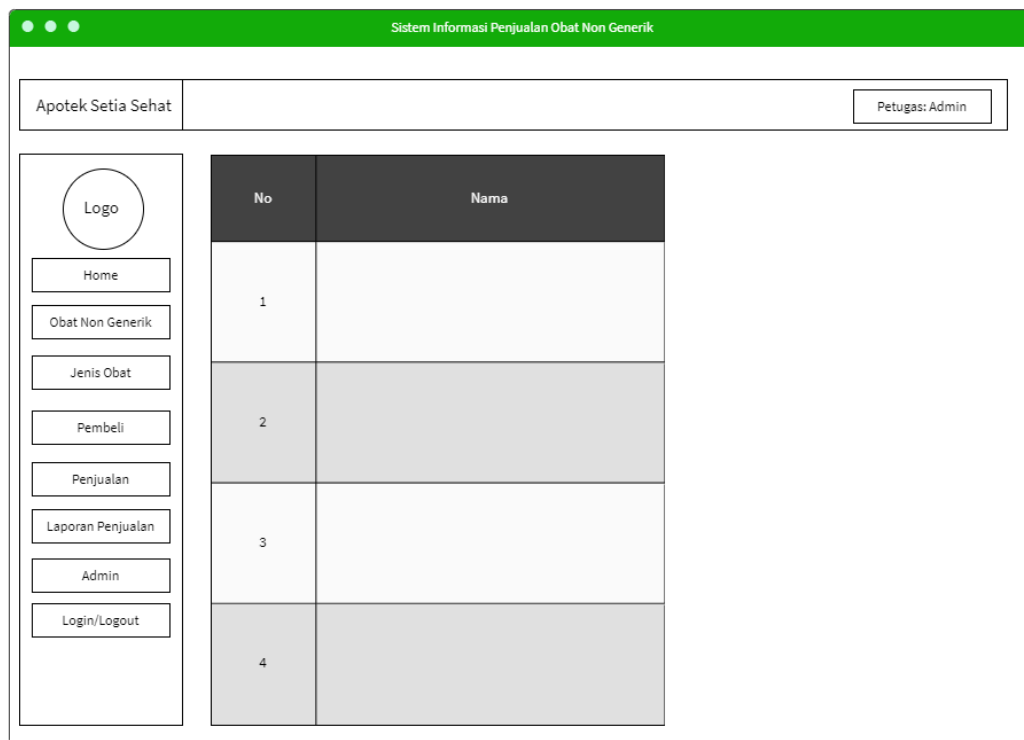 Sistem Informasi Penjualan Obat Non Generik
Apotek Setia Sehat
Petugas: Admin
Logo
Home
Obat Non Generik
Jenis Obat
Pembeli
Penjualan
Laporan Penjualan
Admin
Login/Logout
No Nama
1
2
3
4